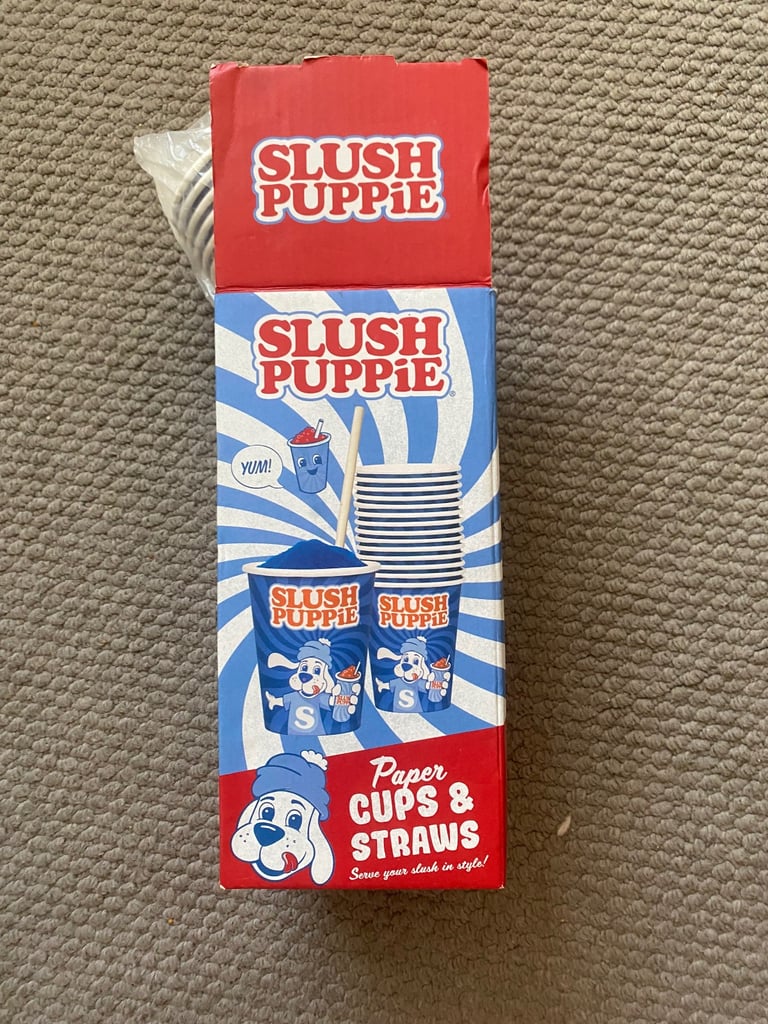 SLUSH
PUPPiE
SLUSH
PUPPiE®
YUM!
SLUSH
PUPPiE
SLUSH
PUPPiE
S
S
Paper
CUPS &
STRAWS
Serve your slush in style!